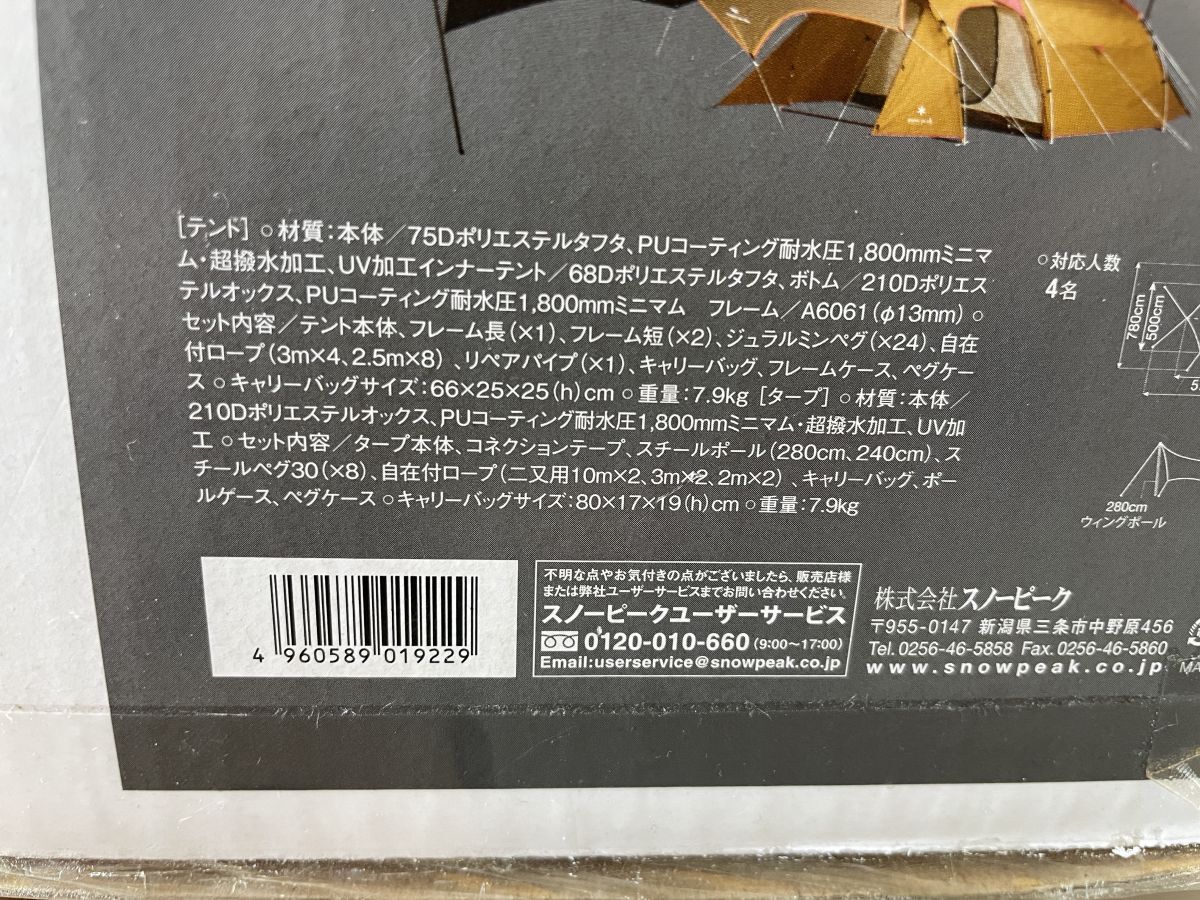 [テンド] ○材質：本体／75Dポリエステルタフタ、PUコーティング耐水圧1,800mmミニマ
ム・超撥水加工、UV加工インナーテント／68Dポリエステルタフタ、ボトム／210Dポリエス
テルオックス、PUコーティング耐水圧1,800mmミニマム フレーム／A6061(φ13mm) ○
セット内容／テント本体、フレーム長(×1)、フレーム短(×2)、ジュラルミンペグ(×24)、自在
付ロープ(3m×4、2.5m×8)、リペアパイプ(×1)、キャリーバッグ、フレームケース、ペグケー
ス ○キャリーバッグサイズ：66×25×25(h)cm ○重量：7.9kg [タープ] ○材質：本体／
210Dポリエステルオックス、PUコーティング耐水圧1,800mmミニマム・超撥水加工、UV加
工 ○セット内容／タープ本体、コネクションテープ、スチールポール(280cm、240cm)、ス
チールペグ30(×8)、自在付ロープ(二又用10m×2、3m×2、2m×2)、キャリーバッグ、ポー
ルケース、ペグケース ○キャリーバッグサイズ：80×17×19(h)cm ○重量：7.9kg
○対応人数
4名
780cm
500cm
280cm
ウィングポール
4 960589 019229
不明な点やお気付きの点がございましたら、販売店様
または弊社ユーザーサービスまでお問い合わせください。
スノーピークユーザーサービス
0120-010-660 (9:00〜17:00)
Email:userservice@snowpeak.co.jp
株式会社スノーピーク
〒955-0147 新潟県三条市中野原456
Tel. 0256-46-5858 Fax. 0256-46-5860
www.snowpeak.co.jp